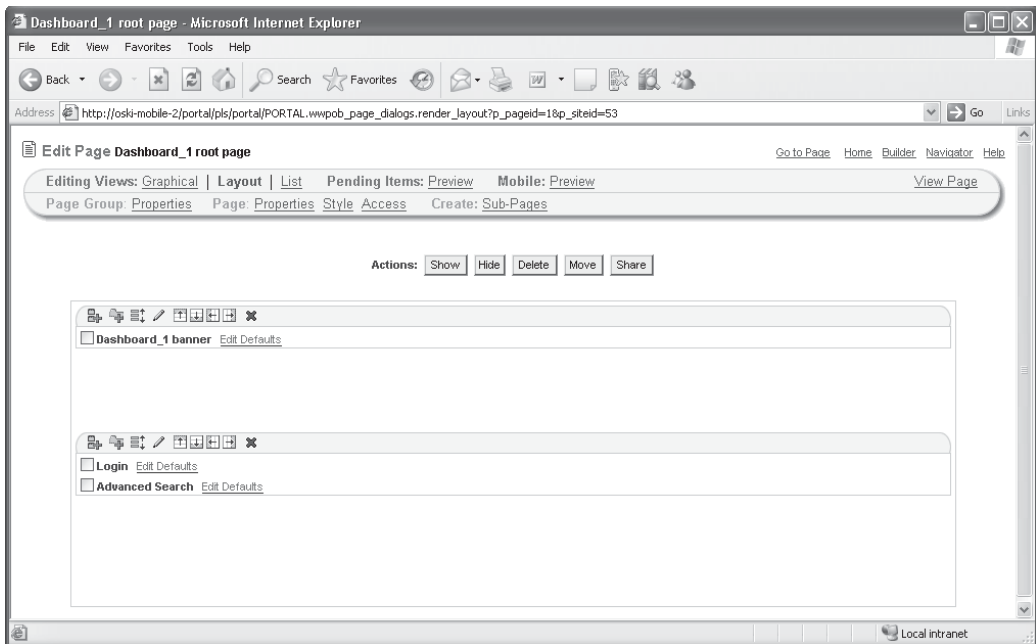 Dashboard_1 root page - Microsoft Internet Explorer
File Edit View Favorites Tools Help
Back Search Favorites
Address http://oski-mobile-2/portal/pls/portal/PORTAL.wwpob_page_dialogs.render_layout?p_pageid=1&p_siteid=53 Go Links
Edit Page Dashboard_1 root page Go to Page Home Builder Navigator Help
Editing Views: Graphical | Layout | List Pending Items: Preview Mobile: Preview View Page
Page Group: Properties Page: Properties Style Access Create: Sub-Pages
Actions: Show Hide Delete Move Share
Dashboard_1 banner Edit Defaults
Login Edit Defaults
Advanced Search Edit Defaults
Local intranet